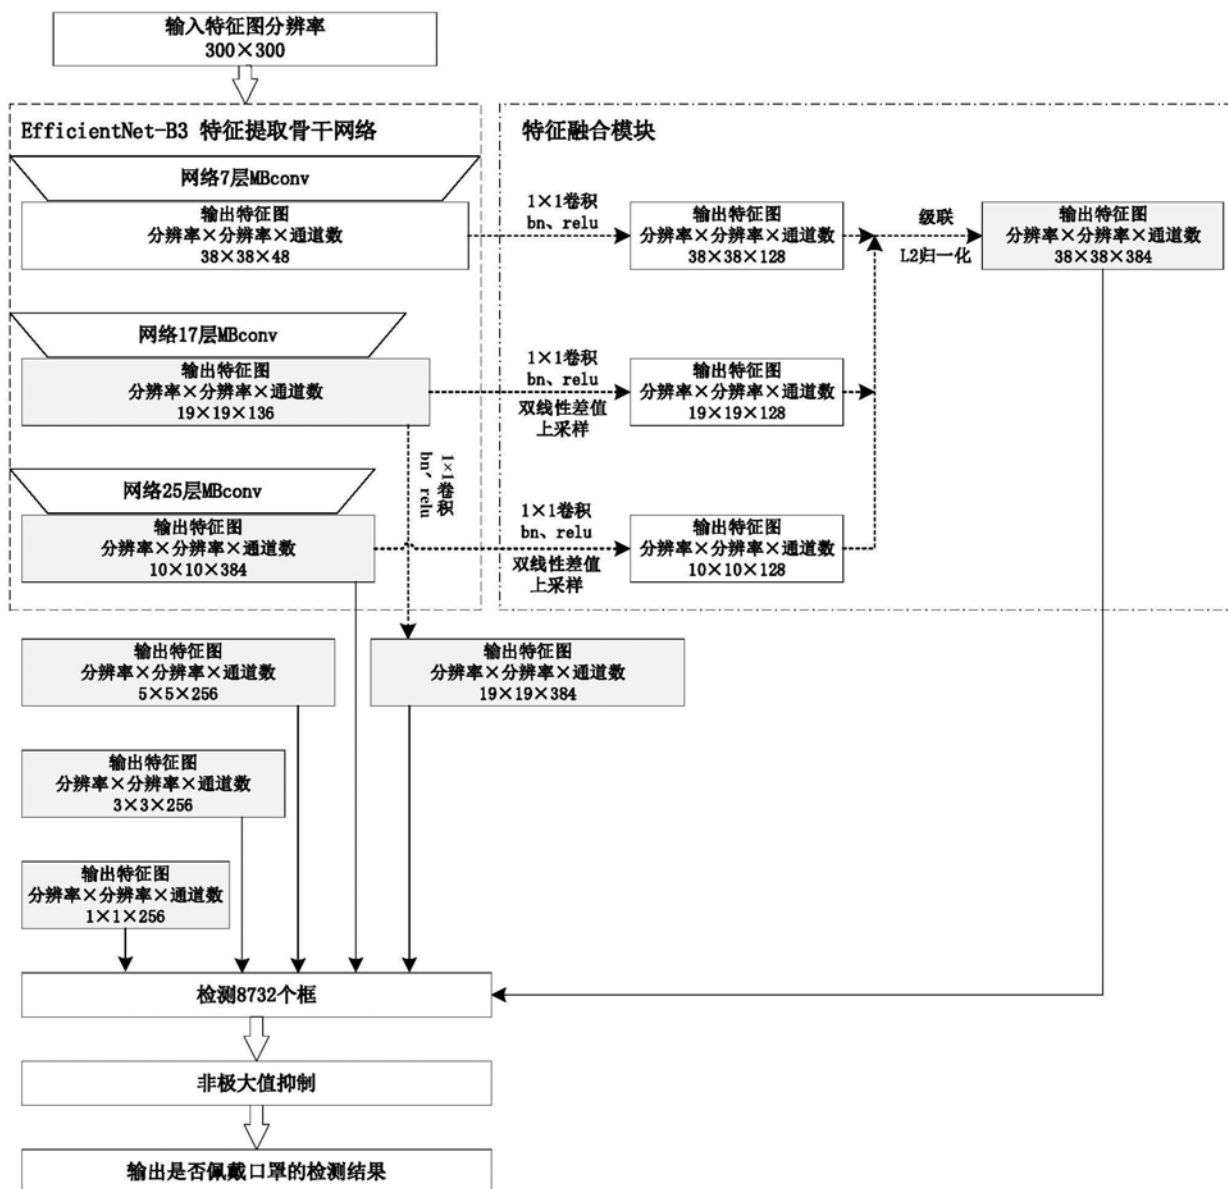 输入特征图分辨率
300×300
EfficientNet-B3 特征提取骨干网络
网络7层MBconv
输出特征图
分辨率×分辨率×通道数
38×38×48
网络17层MBconv
输出特征图
分辨率×分辨率×通道数
19×19×136
1×1卷积
bn、relu
网络25层MBconv
输出特征图
分辨率×分辨率×通道数
10×10×384
特征融合模块
1×1卷积
bn、relu
输出特征图
分辨率×分辨率×通道数
38×38×128
级联
L2归一化
输出特征图
分辨率×分辨率×通道数
38×38×384
1×1卷积
bn、relu
双线性差值
上采样
输出特征图
分辨率×分辨率×通道数
19×19×128
1×1卷积
bn、relu
双线性差值
上采样
输出特征图
分辨率×分辨率×通道数
10×10×128
输出特征图
分辨率×分辨率×通道数
5×5×256
输出特征图
分辨率×分辨率×通道数
19×19×384
输出特征图
分辨率×分辨率×通道数
3×3×256
输出特征图
分辨率×分辨率×通道数
1×1×256
检测8732个框
非极大值抑制
输出是否佩戴口罩的检测结果